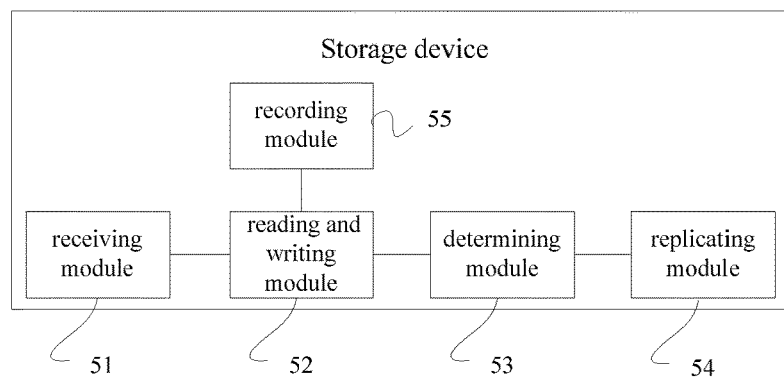 Storage device
recording
module
55
receiving
module
reading and
writing
module
determining
module
replicating
module
51
52
53
54